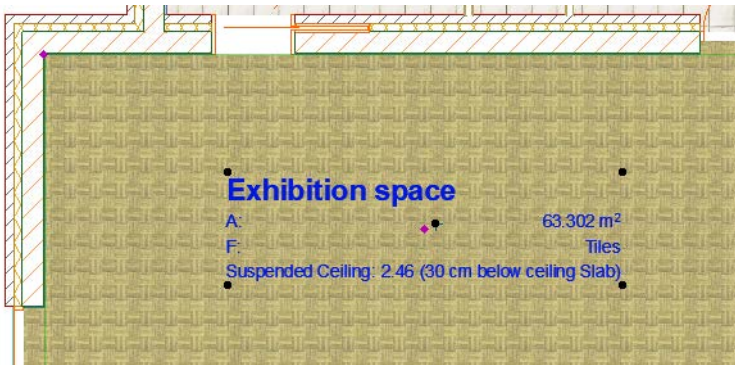 Exhibition space
A: 63.302 m²
F: Tiles
Suspended Ceiling: 2.46 (30 cm below ceiling Slab)